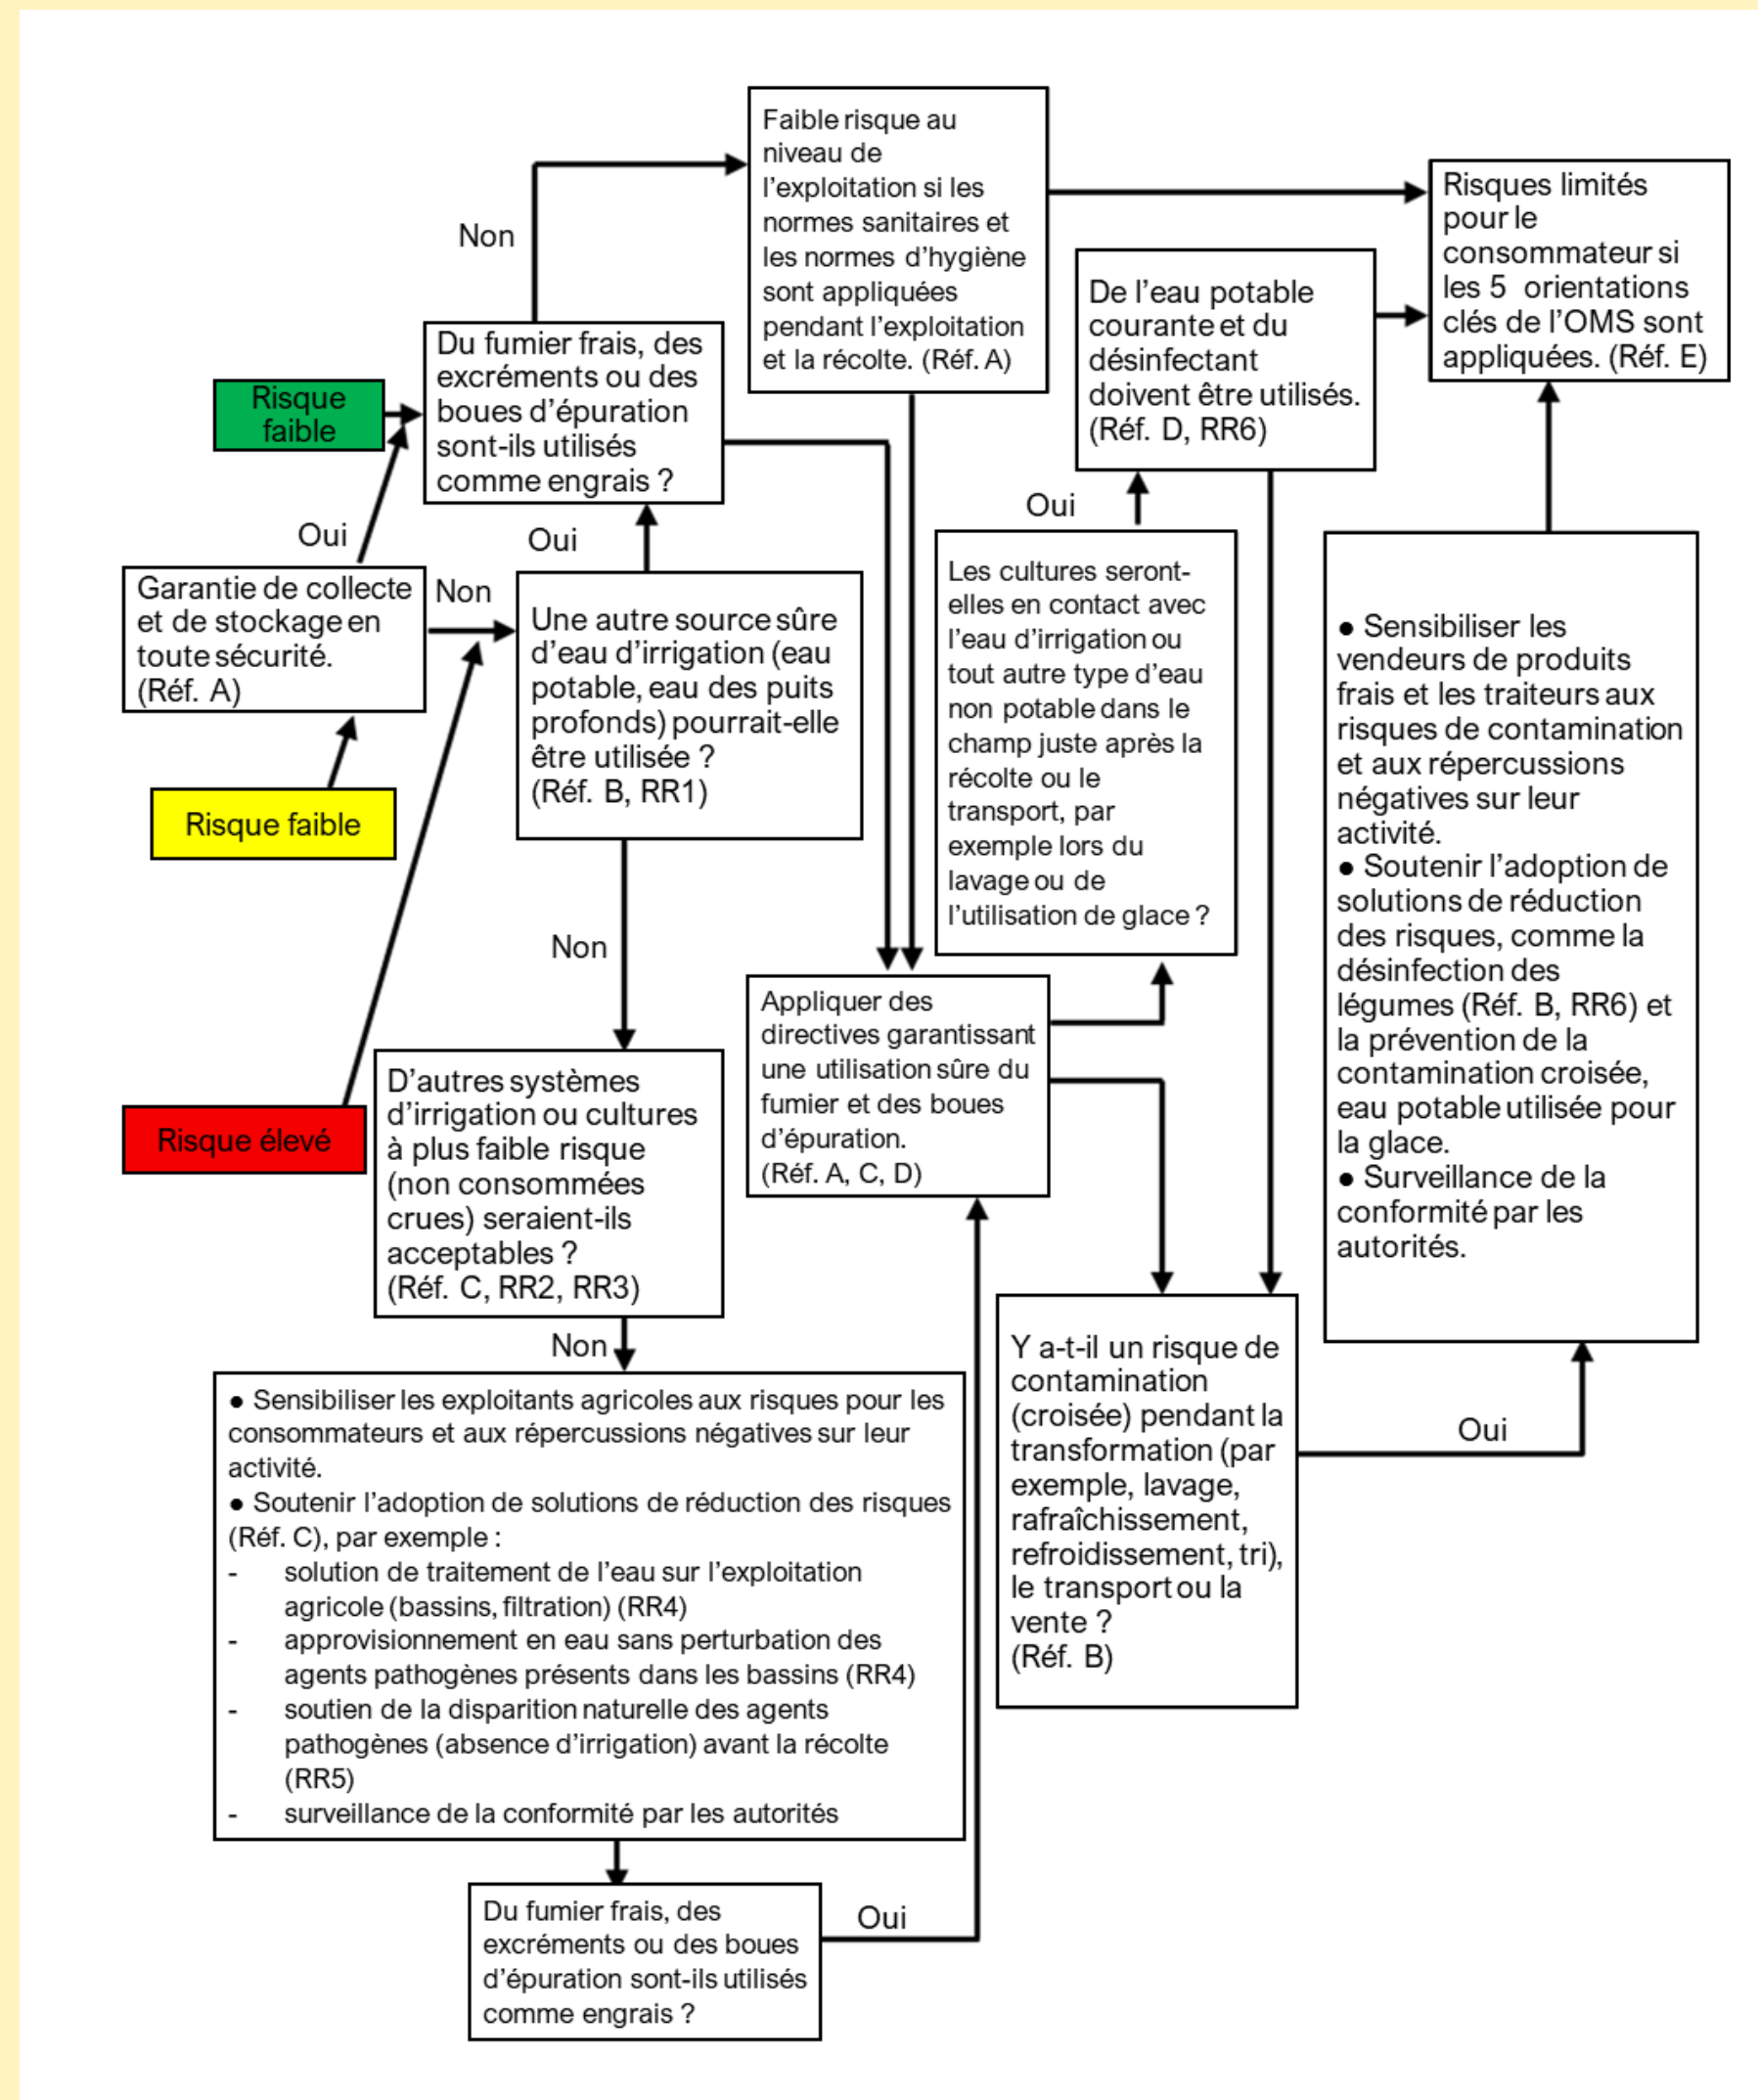 Faible risque au
niveau de
l’exploitation si les
normes sanitaires et
les normes d’hygiène
sont appliquées
pendant l’exploitation
et la récolte. (Réf. A)
Risques limités
pour le
consommateur si
les 5 orientations
clés de l’OMS sont
appliquées. (Réf. E)
Non
De l’eau potable
courante et du
désinfectant
doivent être utilisés.
(Réf. D, RR6)
Du fumier frais, des
excréments ou des
boues d’épuration
sont-ils utilisés
comme engrais ?
Risque
faible
Oui
Oui
Oui
Garantie de collecte
et de stockage en
toute sécurité.
(Réf. A)
Non
Une autre source sûre
d’eau d’irrigation (eau
potable, eau des puits
profonds) pourrait-elle
être utilisée ?
(Réf. B, RR1)
Les cultures seront-
elles en contact avec
l’eau d’irrigation ou
tout autre type d’eau
non potable dans le
champ juste après la
récolte ou le
transport, par
exemple lors du
lavage ou de
l’utilisation de glace ?
● Sensibiliser les
vendeurs de produits
frais et les traiteurs aux
risques de contamination
et aux répercussions
négatives sur leur
activité.
● Soutenir l’adoption de
solutions de réduction
des risques, comme la
désinfection des
légumes (Réf. B, RR6) et
la prévention de la
contamination croisée,
eau potable utilisée pour
la glace.
● Surveillance de la
conformité par les
autorités.
Risque faible
Non
Appliquer des
directives garantissant
une utilisation sûre du
fumier et des boues
d’épuration.
(Réf. A, C, D)
Risque élevé
D’autres systèmes
d’irrigation ou cultures
à plus faible risque
(non consommées
crues) seraient-ils
acceptables ?
(Réf. C, RR2, RR3)
Non
Y a-t-il un risque de
contamination
(croisée) pendant la
transformation (par
exemple, lavage,
rafraîchissement,
refroidissement, tri),
le transport ou la
vente ?
(Réf. B)
Oui
● Sensibiliser les exploitants agricoles aux risques pour les
consommateurs et aux répercussions négatives sur leur
activité.
● Soutenir l’adoption de solutions de réduction des risques
(Réf. C), par exemple :
- solution de traitement de l’eau sur l’exploitation
agricole (bassins, filtration) (RR4)
- approvisionnement en eau sans perturbation des
agents pathogènes présents dans les bassins (RR4)
- soutien de la disparition naturelle des agents
pathogènes (absence d’irrigation) avant la récolte
(RR5)
- surveillance de la conformité par les autorités
Du fumier frais, des
excréments ou des boues
d’épuration sont-ils utilisés
comme engrais ?
Oui